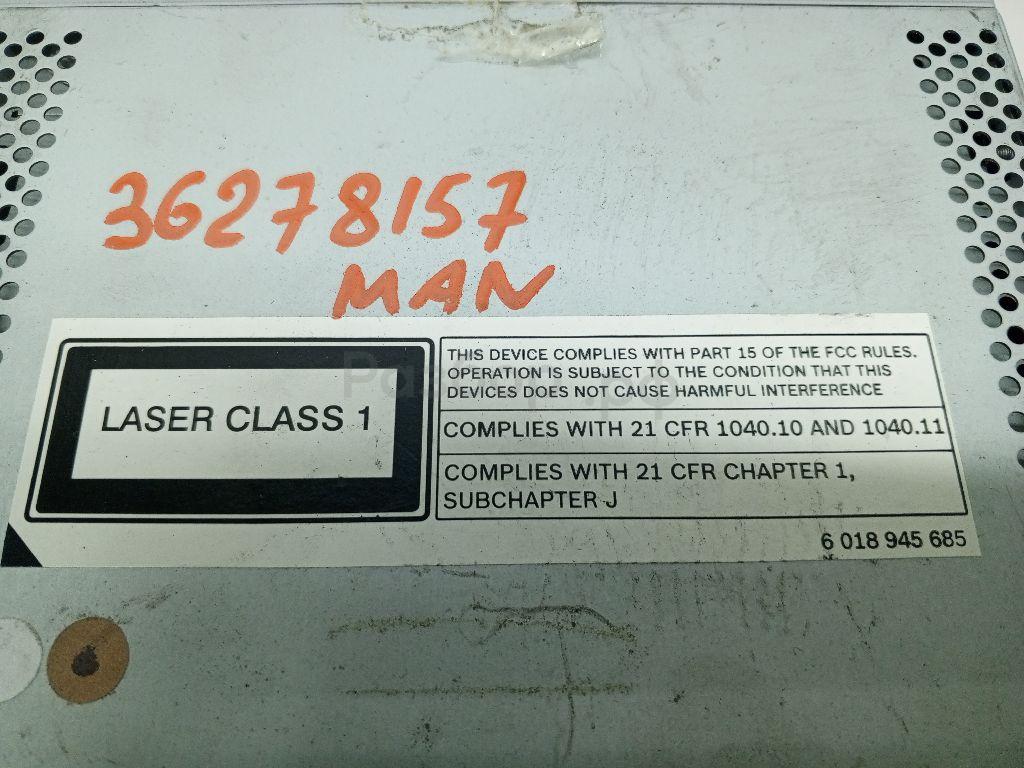 36278157
MAN
LASER CLASS 1
THIS DEVICE COMPLIES WITH PART 15 OF THE FCC RULES.
OPERATION IS SUBJECT TO THE CONDITION THAT THIS
DEVICES DOES NOT CAUSE HARMFUL INTERFERENCE
COMPLIES WITH 21 CFR 1040.10 AND 1040.11
COMPLIES WITH 21 CFR CHAPTER 1,
SUBCHAPTER J
6 018 945 685